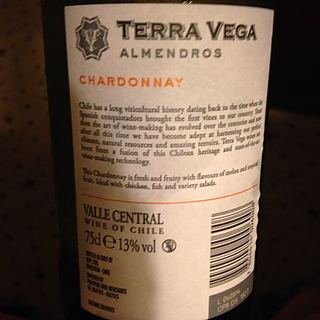 TERRA VEGA
ALMENDROS
CHARDONNAY
Chile has a long viticultural history dating back to the time when the
Spanish conquistadors brought the first vines to our country. Since
then the art of wine-making has evolved over the centuries and now
after all this time we have become adept at harnessing our perfect
climate, natural resources and amazing terroirs. Terra Vega wines are
born from a fusion of this Chilean heritage and state-of-the-art
wine-making technology.
This Chardonnay is fresh and fruity with flavours of melon and tropical
fruit. Ideal with chicken, fish and variety salads.
VALLE CENTRAL
WINE OF CHILE
75cl e 13% vol
CONTAINS SULPHITES